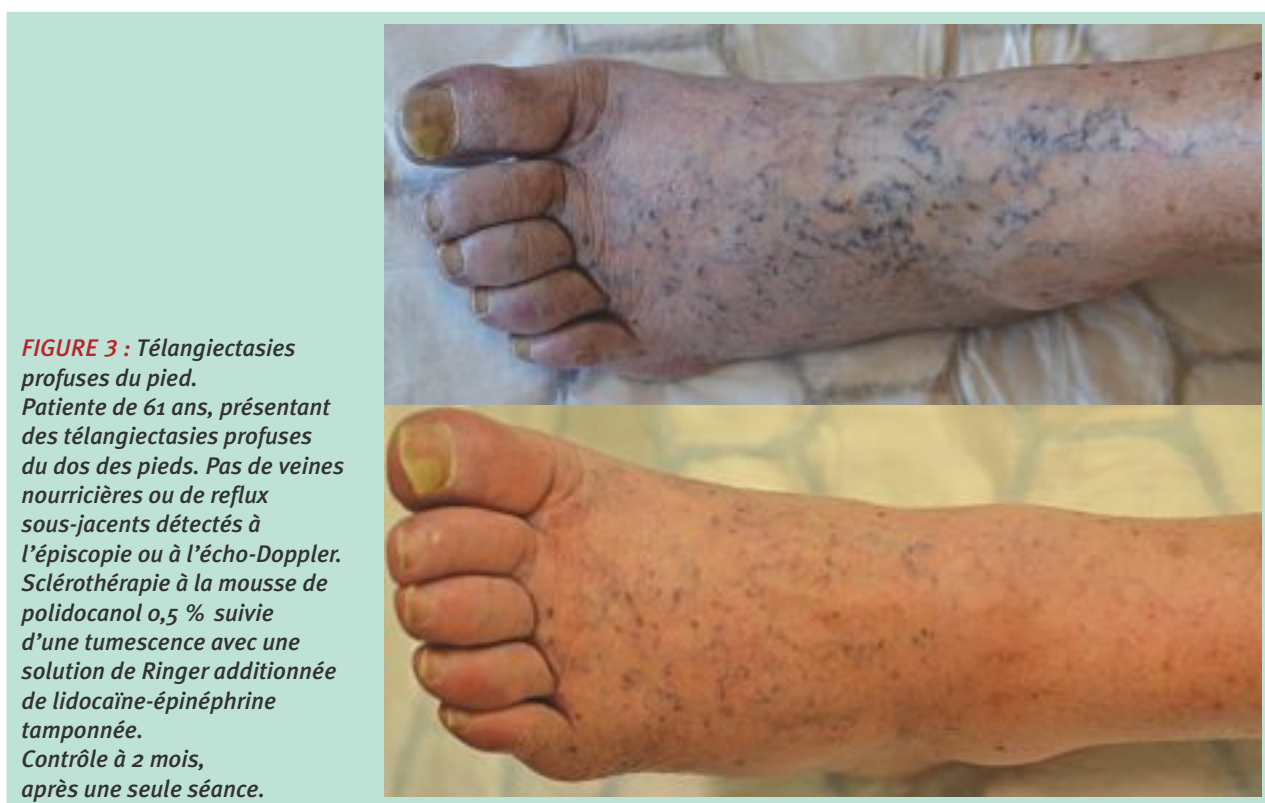 FIGURE 3 : Télangiectasies
profuses du pied.
Patiente de 61 ans, présentant
des télangiectasies profuses
du dos des pieds. Pas de veines
nourricières ou de reflux
sous-jacents détectés à
l’épiscopie ou à l’écho-Doppler.
Sclérothérapie à la mousse de
polidocanol 0,5 % suivie
d’une tumescence avec une
solution de Ringer additionnée
de lidocaïne-épinéphrine
tamponnée.
Contrôle à 2 mois,
après une seule séance.